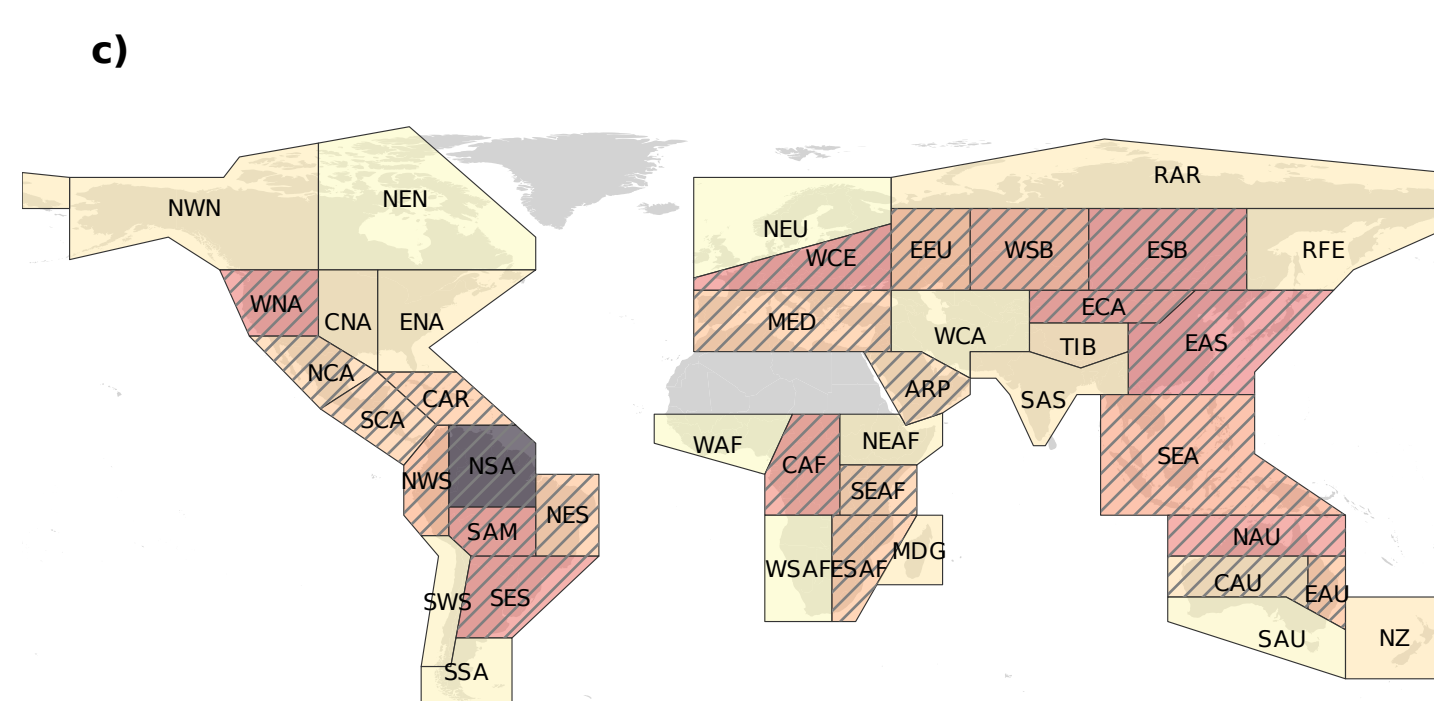 c)
RAR
NEN
NWN
NEU
EEU
WSB
ESB
RFE
WCE
WNA
ECA
CNA
ENA
MED
WCA
EAS
TIB
NCA
ARP
CAR
SAS
SCA
NEAF
WAF
SEA
NSA
CAF
NWS
SEAF
NES
SAM
NAU
MDG
WSAF
ESAF
CAU
EAU
SWS
SES
SAU
NZ
SSA